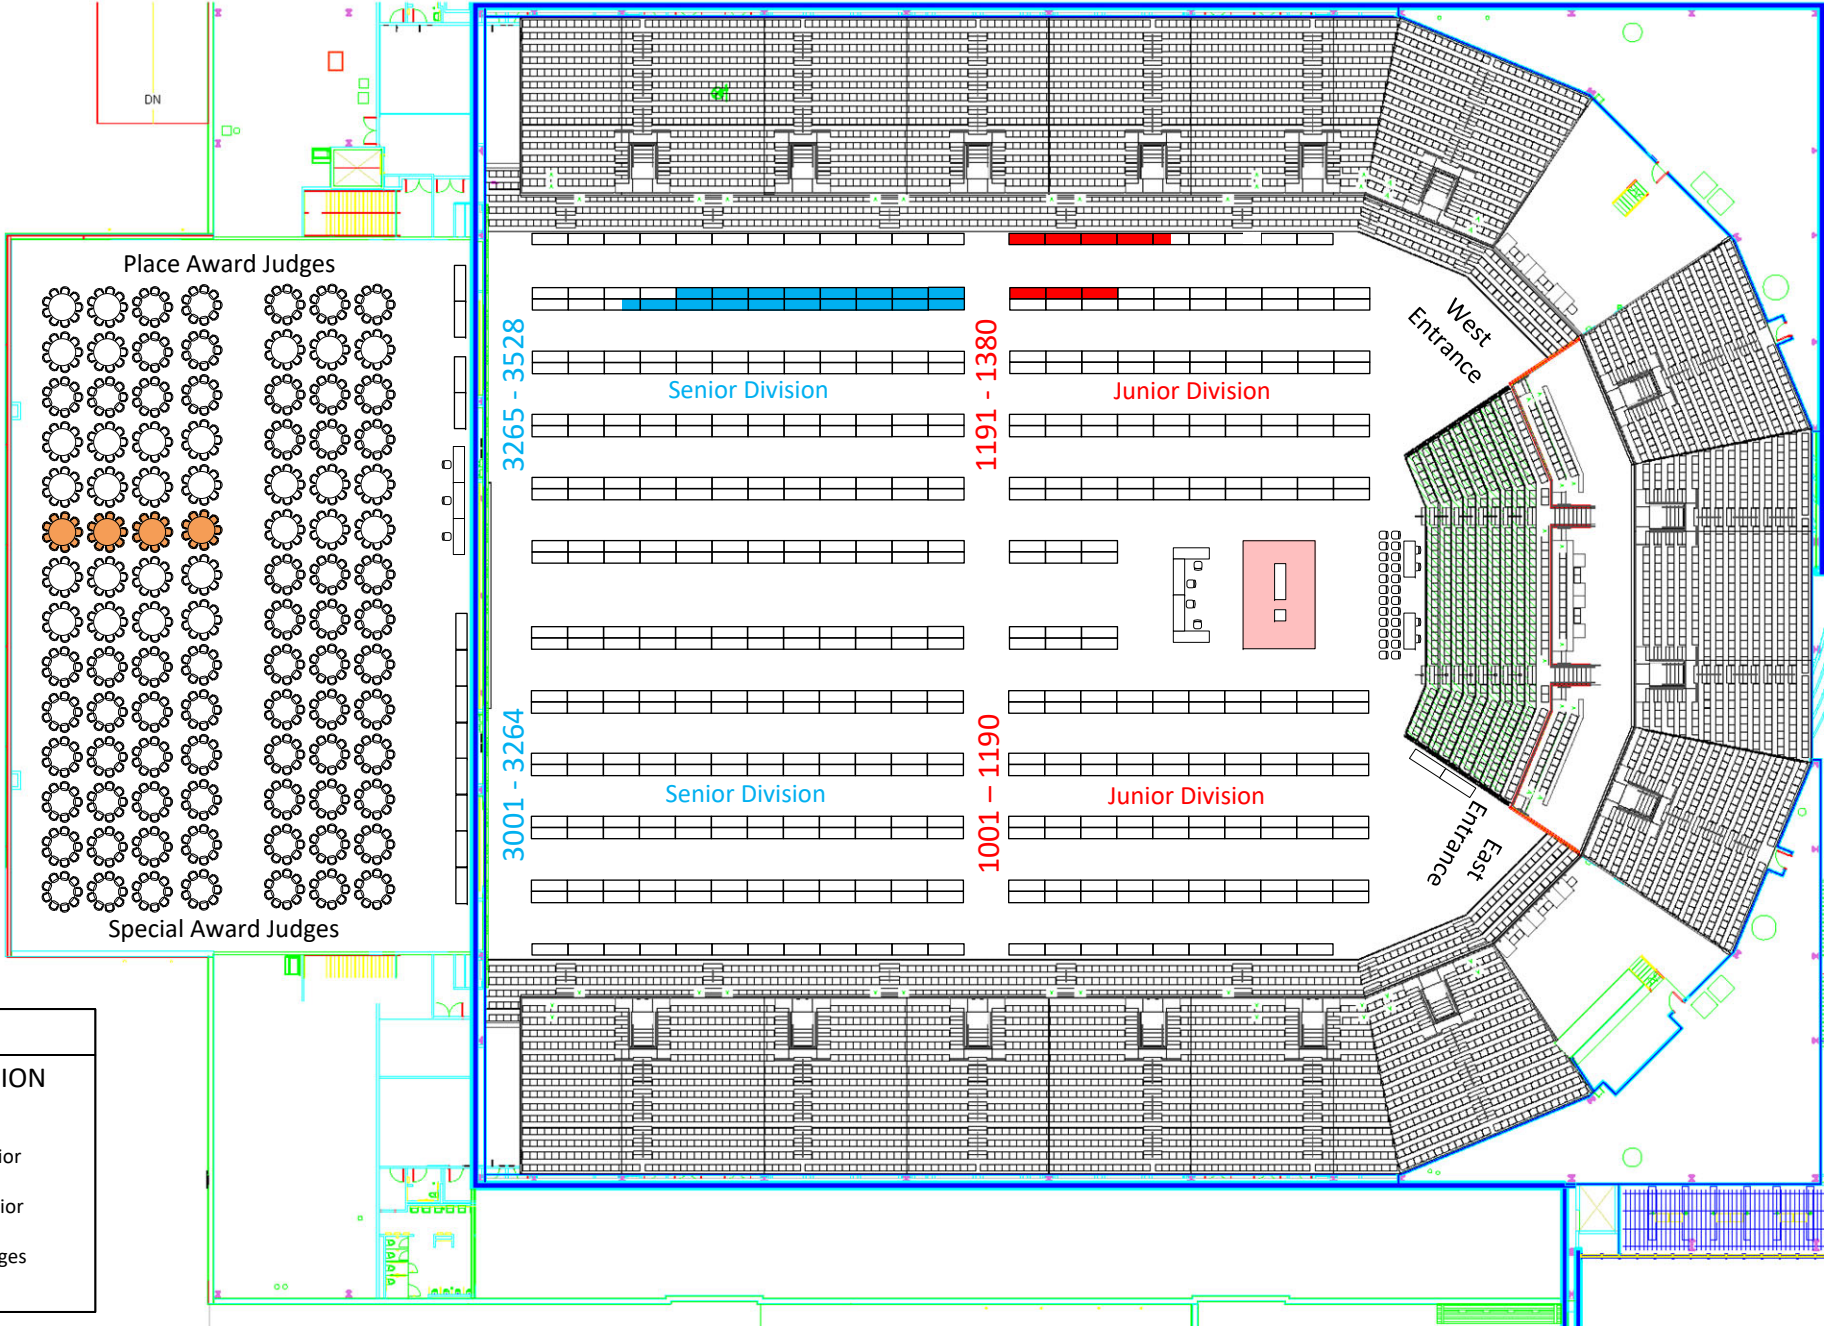 DN
Place Award Judges
3265 - 3528
Senior Division
1191 - 1380
Junior Division
West
Entrance
3001 - 3264
Senior Division
1001 – 1190
Junior Division
East
Entrance
Special Award Judges
ION
ior
ior
ges